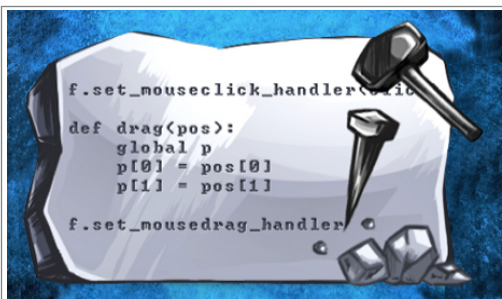 f.set_mouseclick_handler(
def drag(pos):
    global p
    p[0] = pos[0]
    p[1] = pos[1]
f.set_mousedrag_handler